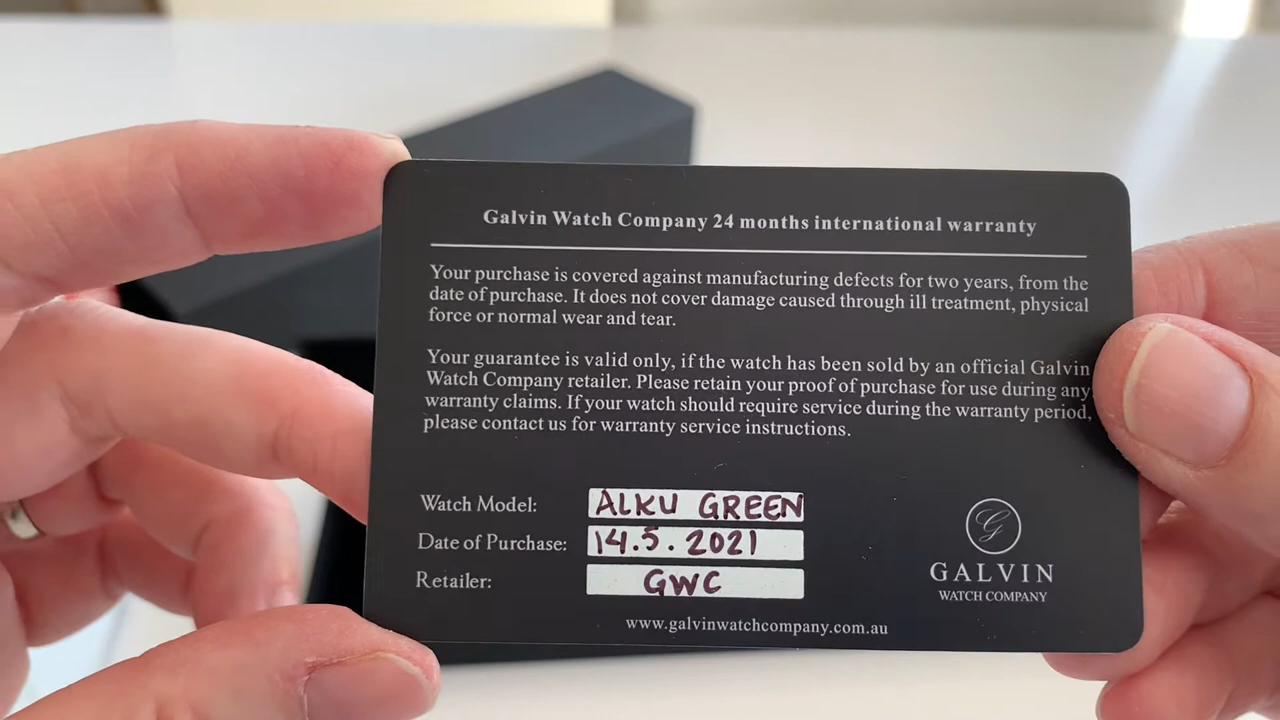 Galvin Watch Company 24 months international warranty
Your purchase is covered against manufacturing defects for two years, from the
date of purchase. It does not cover damage caused through ill treatment, physical
force or normal wear and tear.
Your guarantee is valid only, if the watch has been sold by an official Galvin
Watch Company retailer. Please retain your proof of purchase for use during any
warranty claims. If your watch should require service during the warranty period,
please contact us for warranty service instructions.
Watch Model: ALKU GREEN
Date of Purchase: 14.5.2021
Retailer: GWC
G
GALVIN
WATCH COMPANY
www.galvinwatchcompany.com.au